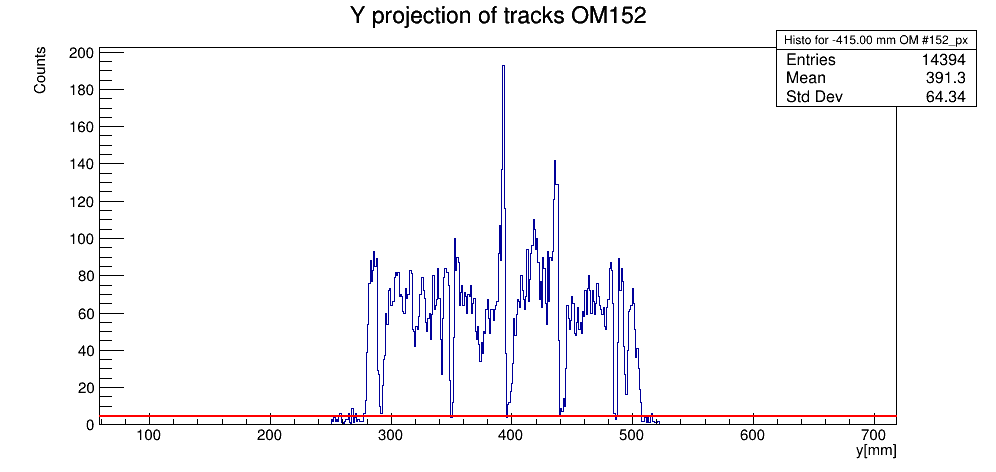 Y projection of tracks OM152
Histo for -415.00 mm OM #152_px
Entries 14394
Mean 391.3
Std Dev 64.34
Counts
200
180
160
140
120
100
80
60
40
20
0
100 200 300 400 500 600 700
y[mm]